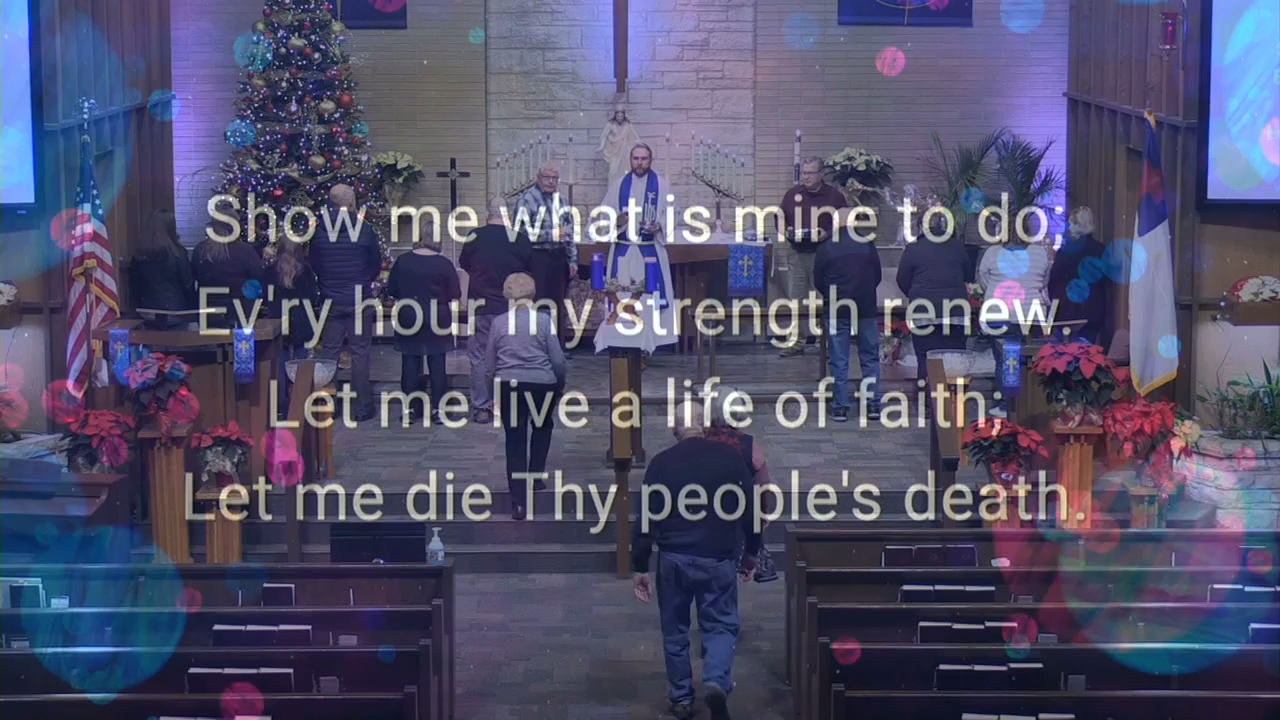 Show me what is mine to do;
Ev'ry hour my strength renew.
Let me live a life of faith;
Let me die Thy people's death.